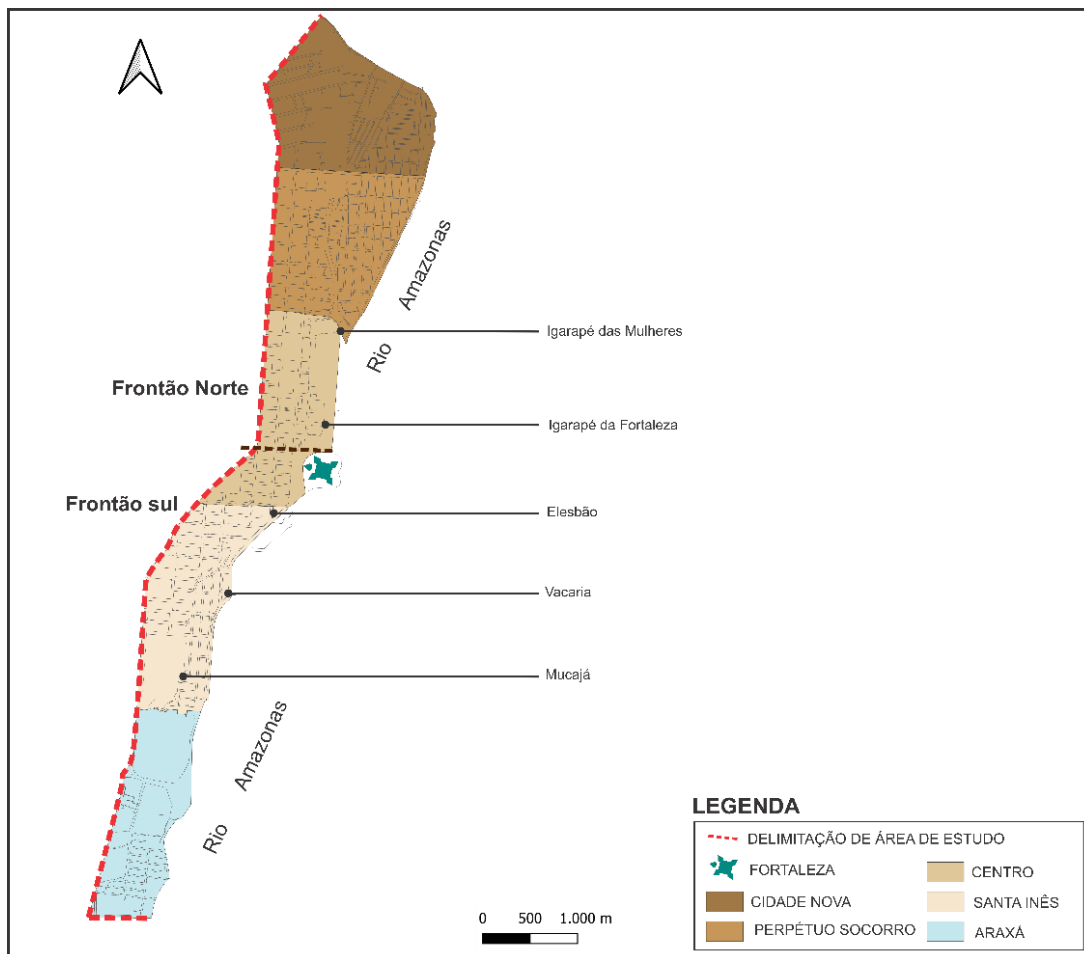 Rio Amazonas
Igarapé das Mulheres
Frontão Norte
Igarapé da Fortaleza
Frontão sul
Elesbão
Vacaria
Mucajá
Rio Amazonas
LEGENDA
DELIMITAÇÃO DE ÁREA DE ESTUDO
FORTALEZA
CENTRO
CIDADE NOVA
SANTA INÊS
PERPÉTUO SOCORRO
ARAXÁ
0 500 1.000 m